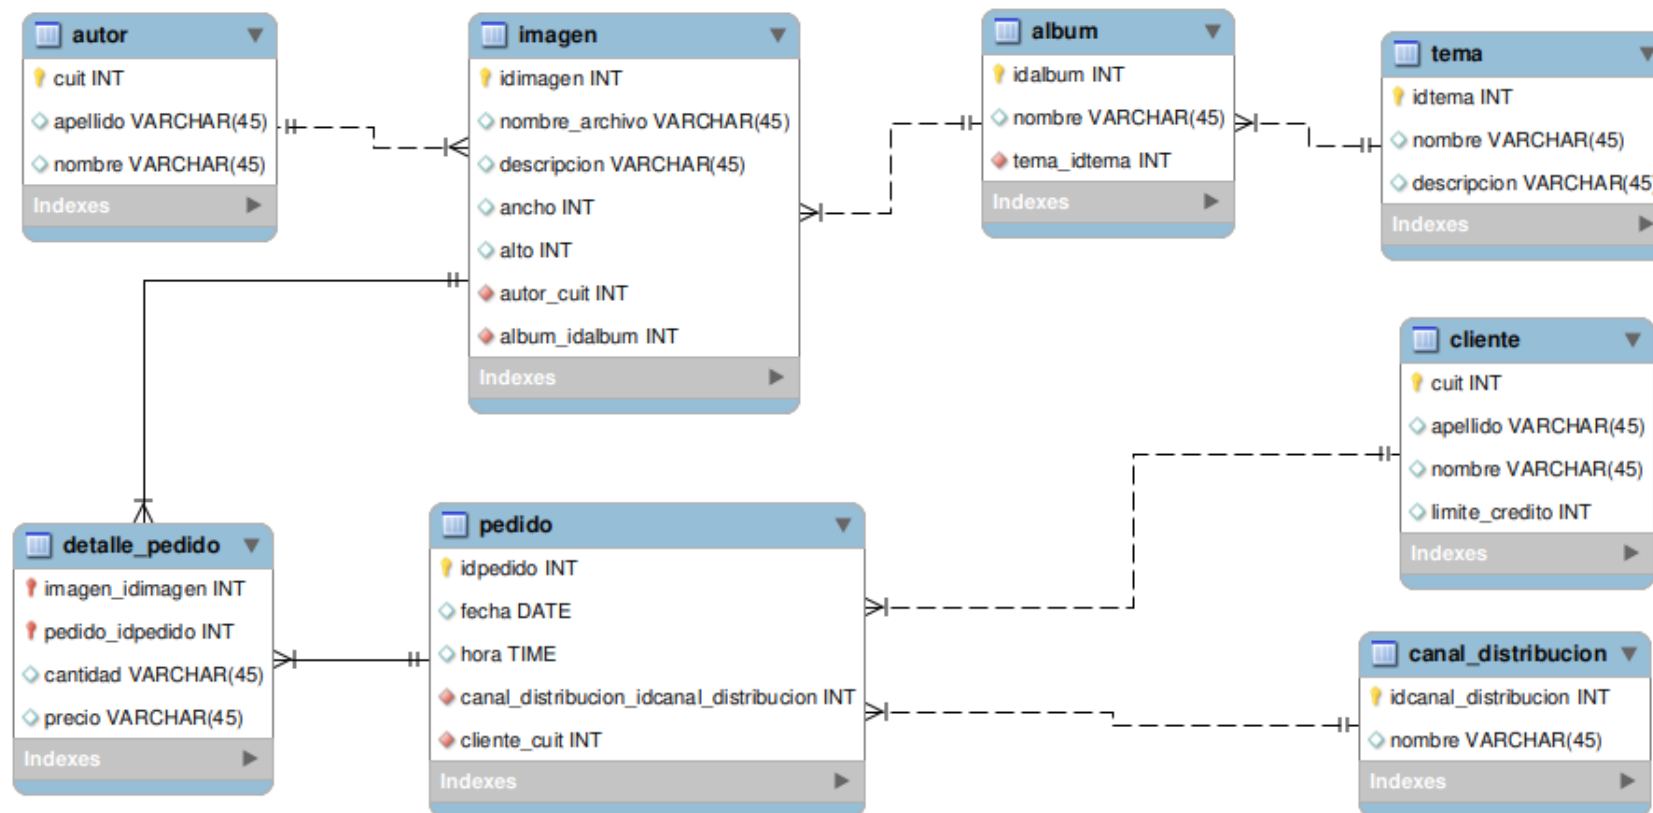 autor
cuit INT
apellido VARCHAR(45)
nombre VARCHAR(45)
Indexes
imagen
idimagen INT
nombre_archivo VARCHAR(45)
descripcion VARCHAR(45)
ancho INT
alto INT
autor_cuit INT
album_idalbum INT
Indexes
album
idalbum INT
nombre VARCHAR(45)
tema_idtema INT
Indexes
tema
idtema INT
nombre VARCHAR(45)
descripcion VARCHAR(45
Indexes
cliente
cuit INT
apellido VARCHAR(45)
nombre VARCHAR(45)
limite_credito INT
Indexes
detalle_pedido
imagen_idimagen INT
pedido_idpedido INT
cantidad VARCHAR(45)
precio VARCHAR(45)
Indexes
pedido
idpedido INT
fecha DATE
hora TIME
canal_distribucion_idcanal_distribucion INT
cliente_cuit INT
Indexes
canal_distribucion
idcanal_distribucion INT
nombre VARCHAR(45)
Indexes